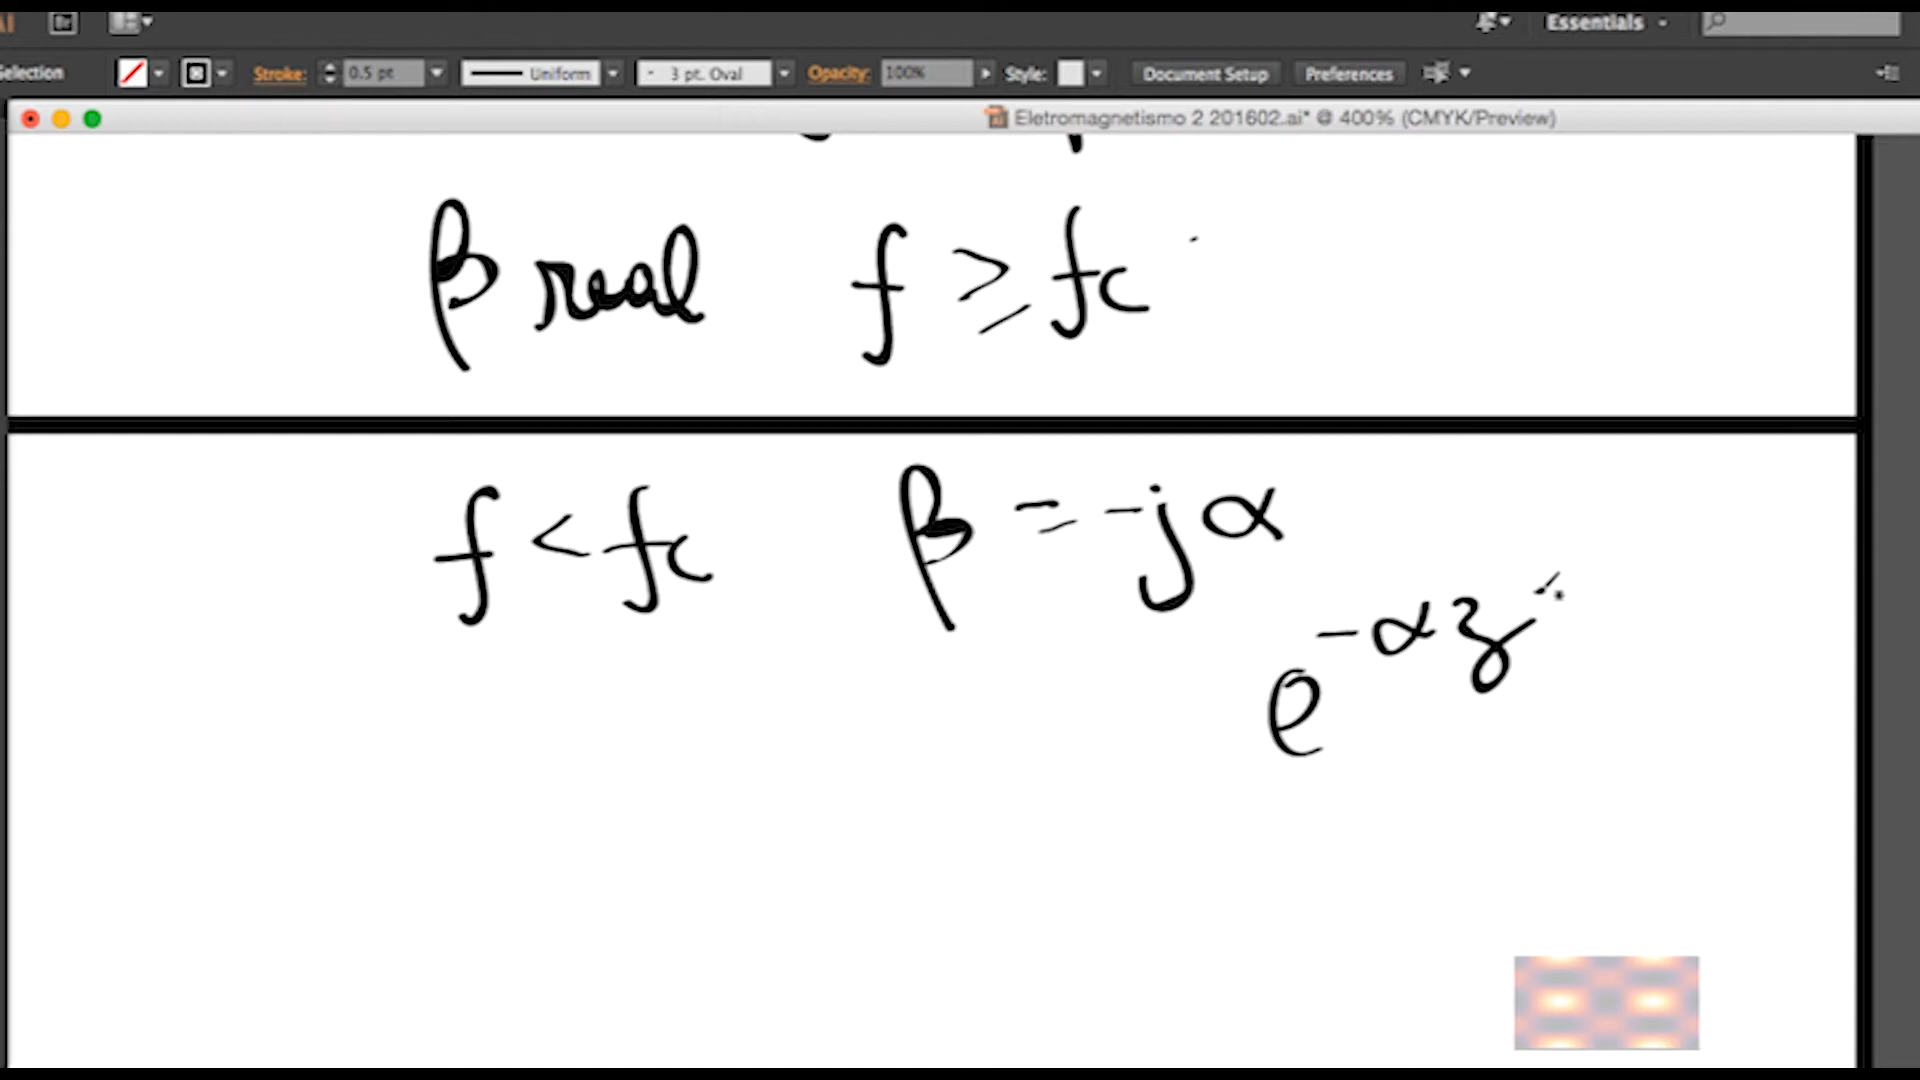 Essentials
Selection Stroke: 0.5 pt Uniform 3 pt. Oval Opacity: 100% Style: Document Setup Preferences
Eletromagnetismo 2 201602.ai* @ 400% (CMYK/Preview)
β real f ≥ fc
f < fc β = -jα
e^{-αz}